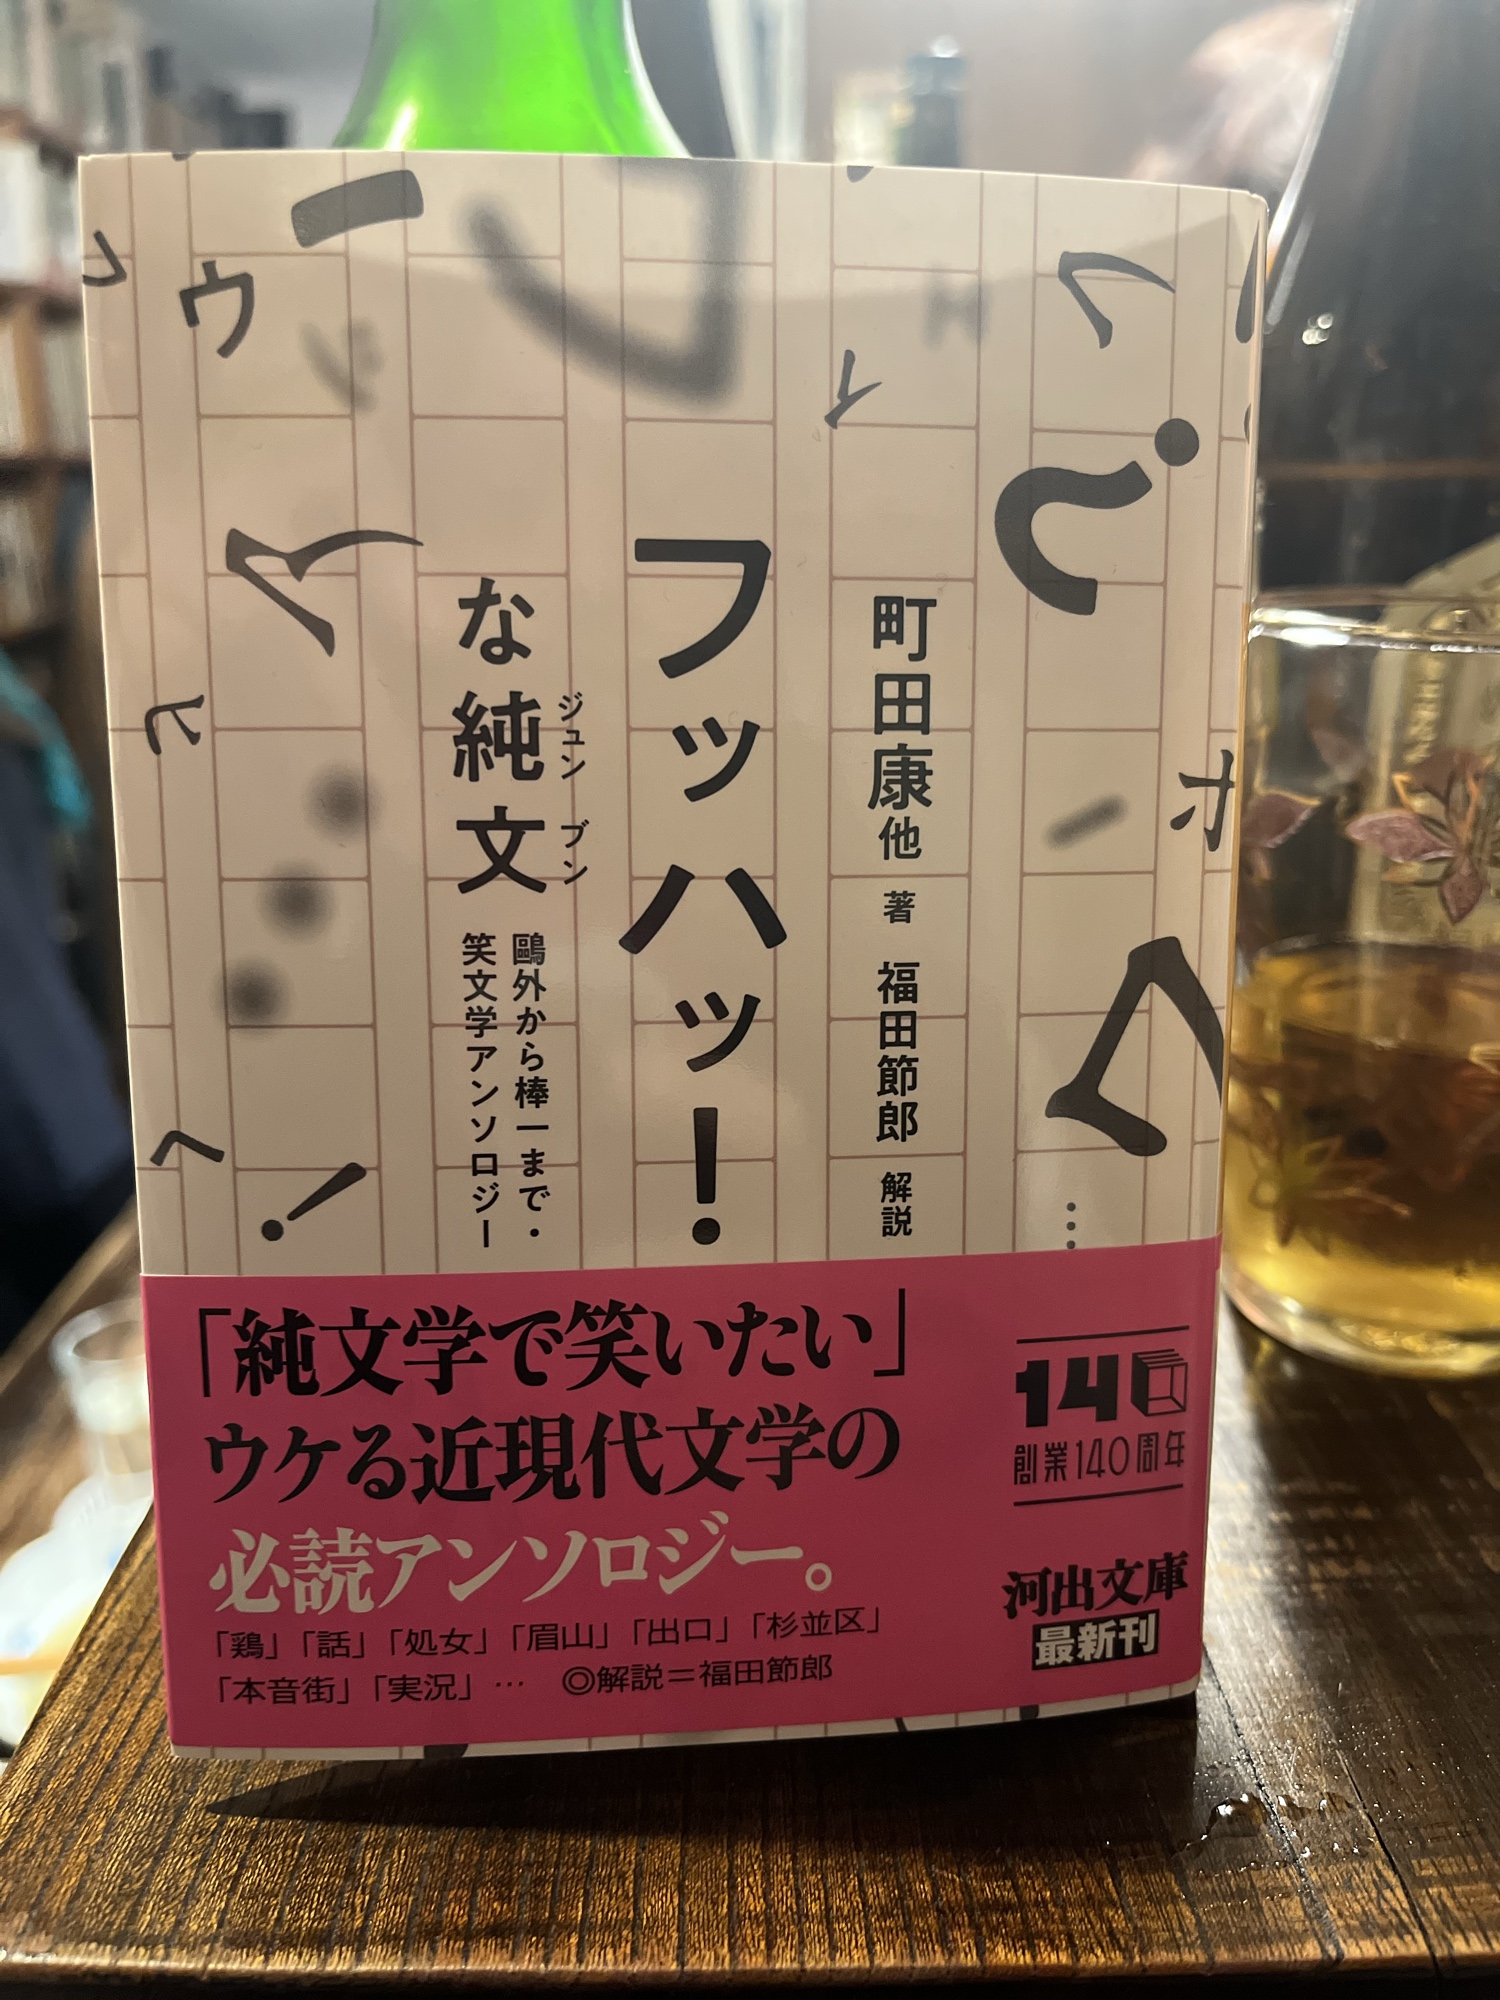 町田康他 著 福田節郎 解説
フッハッ!
な純文
ジュン ブン
鷗外から棒一まで・
笑文学アンソロジー
「純文学で笑いたい」
ウケる近現代文学の
必読アンソロジー。
「鶏」「話」「処女」「眉山」「出口」「杉並区」
「本音街」「実況」… ◎解説=福田節郎
140
創業140周年
河出文庫
最新刊